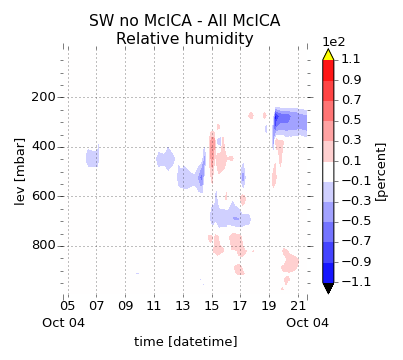 SW no McICA - All McICA
Relative humidity
1e2
1.1
0.9
0.7
0.5
0.3
0.1
−0.1
−0.3
−0.5
−0.7
−0.9
−1.1
[percent]
lev [mbar]
200
400
600
800
05 07 09 11 13 15 17 19 21
Oct 04 Oct 04
time [datetime]